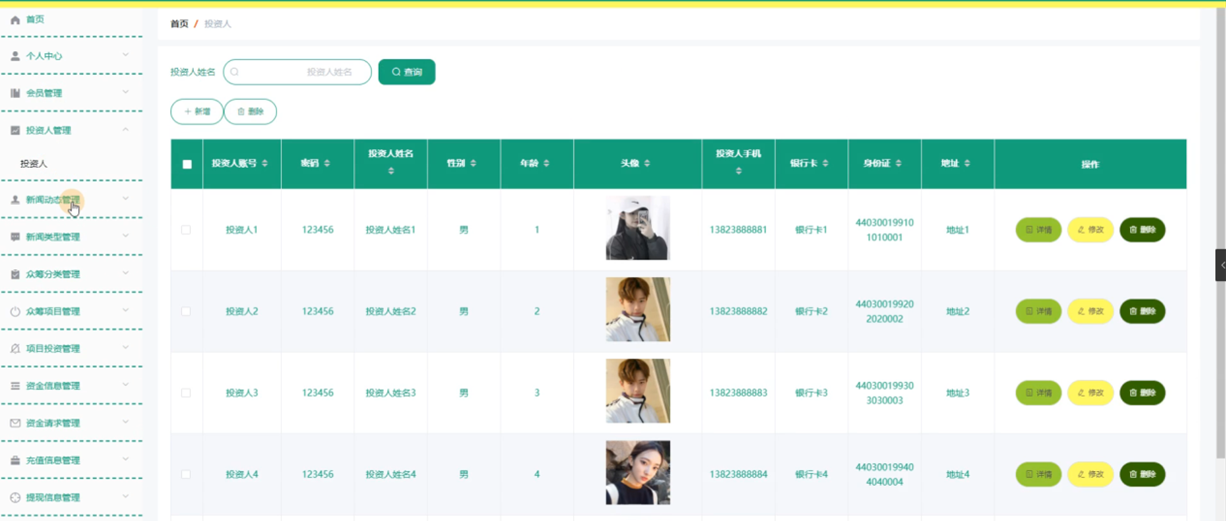 首页
个人中心
会员管理
投资人管理
投资人
新闻动态管理
新闻类型管理
众筹分类管理
众筹项目管理
项目投资管理
资金信息管理
资金请求管理
充值信息管理
提现信息管理
首页 / 投资人
投资人姓名 投资人姓名 查询
+ 新增 删除
投资人账号 密码 投资人姓名 性别 年龄 头像 投资人手机 银行卡 身份证 地址 操作
投资人1 123456 投资人姓名1 男 1 13823888881 银行卡1 44030019910
1010001 地址1 详情 修改 删除
投资人2 123456 投资人姓名2 男 2 13823888882 银行卡2 44030019920
2020002 地址2 详情 修改 删除
投资人3 123456 投资人姓名3 男 3 13823888883 银行卡3 44030019930
3030003 地址3 详情 修改 删除
投资人4 123456 投资人姓名4 男 4 13823888884 银行卡4 44030019940
4040004 地址4 详情 修改 删除